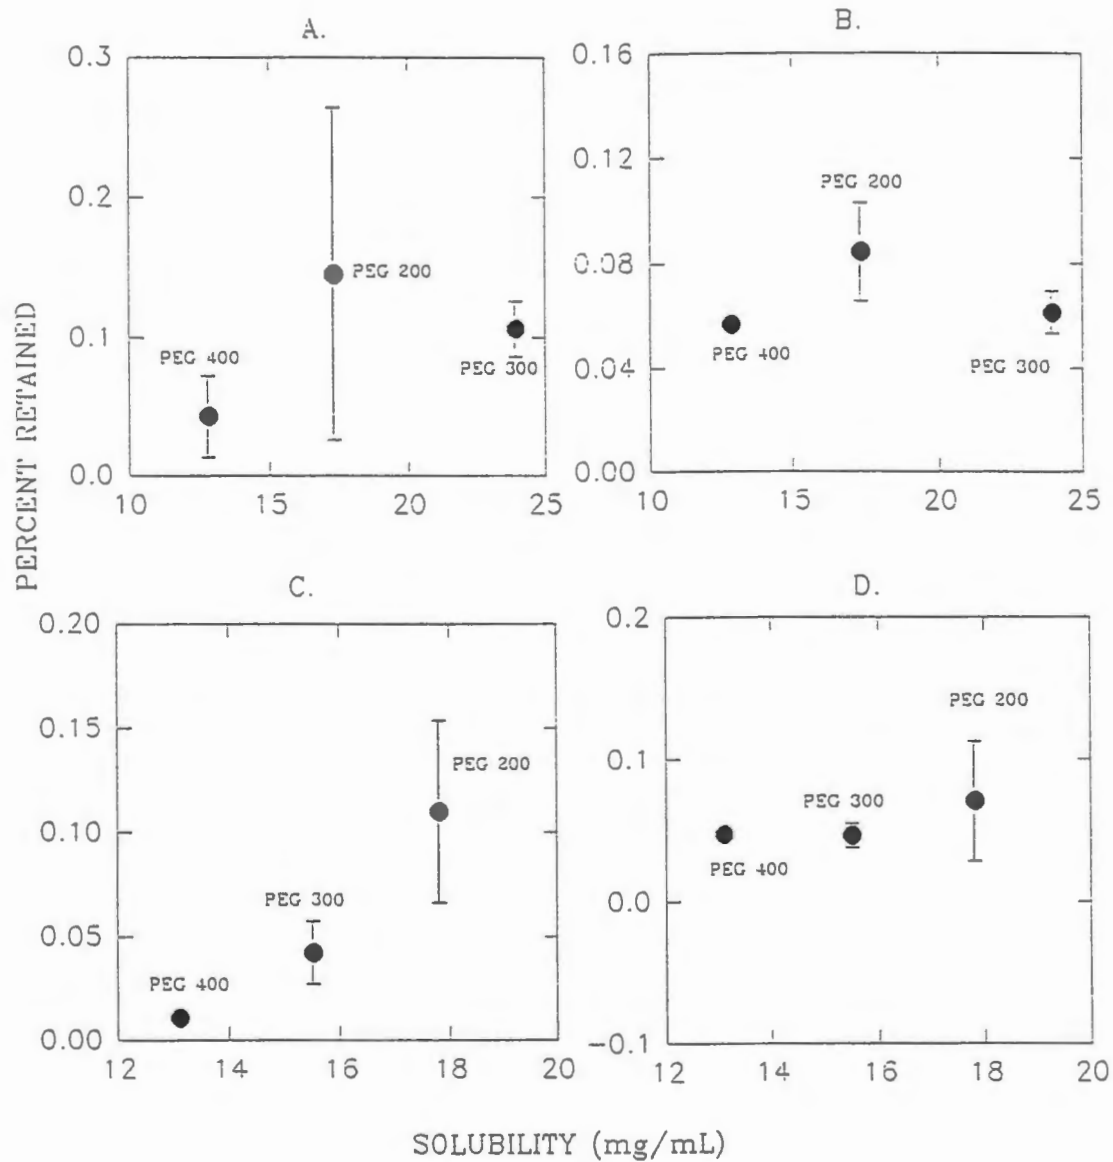 A.
0.3
0.2
0.1
0.0
PEG 400
PEG 200
PEG 300
10 15 20 25
B.
0.16
0.12
0.08
0.04
0.00
PEG 200
PEG 400
PEG 300
10 15 20 25
PERCENT RETAINED
C.
0.20
0.15
0.10
0.05
0.00
PEG 200
PEG 300
PEG 400
12 14 16 18 20
D.
0.2
0.1
0.0
−0.1
PEG 200
PEG 300
PEG 400
12 14 16 18 20
SOLUBILITY (mg/mL)